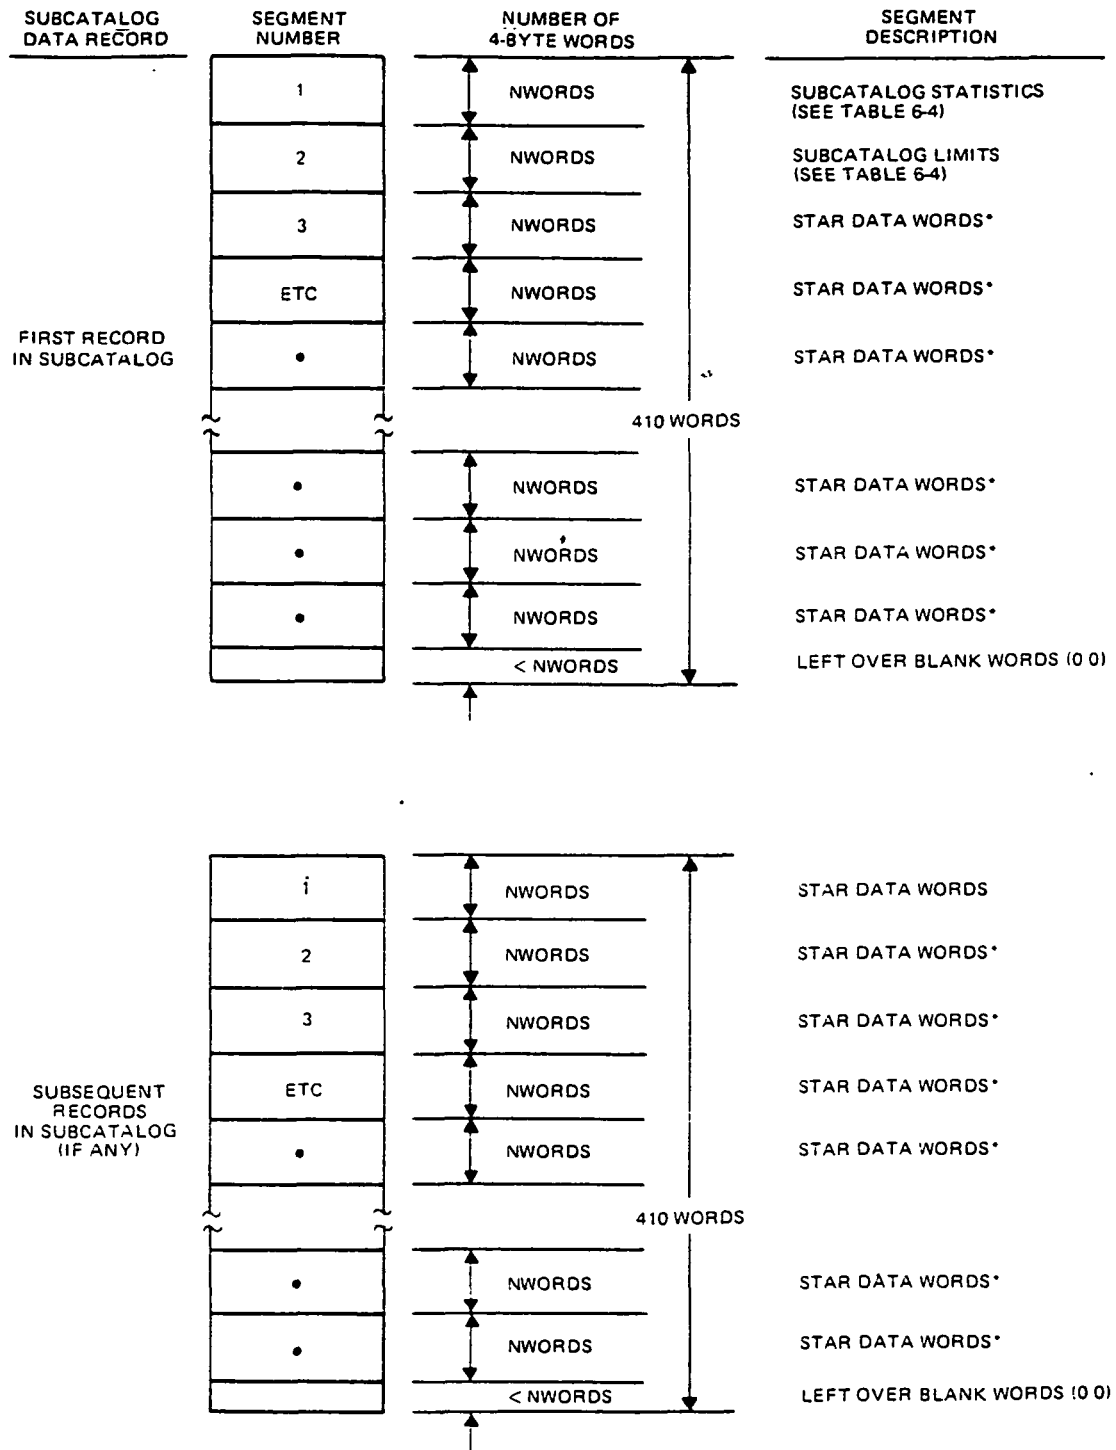 SUBCATALOG DATA RECORD
SEGMENT NUMBER
NUMBER OF 4-BYTE WORDS
SEGMENT DESCRIPTION
1
NWORDS
SUBCATALOG STATISTICS
(SEE TABLE 6-4)
2
NWORDS
SUBCATALOG LIMITS
(SEE TABLE 6-4)
3
NWORDS
STAR DATA WORDS*
ETC
NWORDS
STAR DATA WORDS*
FIRST RECORD
IN SUBCATALOG
•
NWORDS
STAR DATA WORDS*
410 WORDS
•
NWORDS
STAR DATA WORDS*
•
NWORDS
STAR DATA WORDS*
•
NWORDS
STAR DATA WORDS*
< NWORDS
LEFT OVER BLANK WORDS (0 0)
1
NWORDS
STAR DATA WORDS
2
NWORDS
STAR DATA WORDS*
3
NWORDS
STAR DATA WORDS*
SUBSEQUENT
RECORDS
IN SUBCATALOG
(IF ANY)
ETC
NWORDS
STAR DATA WORDS*
•
NWORDS
STAR DATA WORDS*
410 WORDS
•
NWORDS
STAR DATA WORDS*
•
NWORDS
STAR DATA WORDS*
< NWORDS
LEFT OVER BLANK WORDS (0 0)